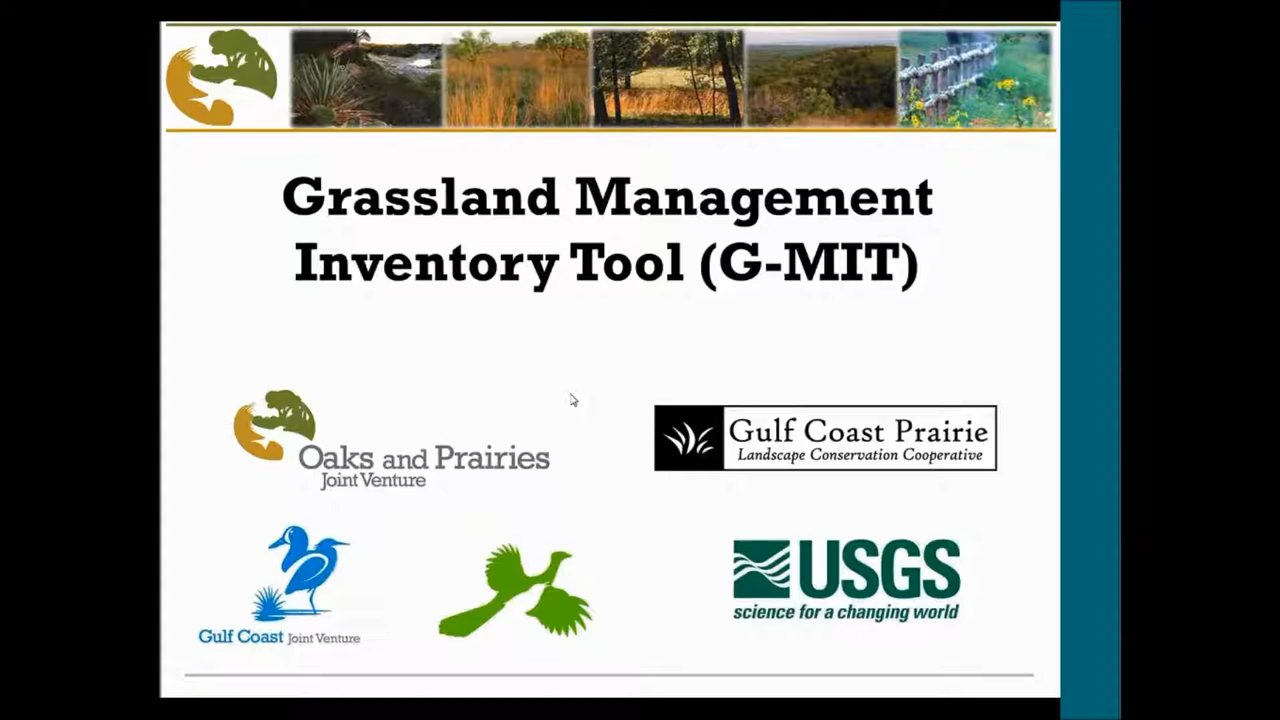 Grassland Management
Inventory Tool (G-MIT)
Oaks and Prairies
Joint Venture
Gulf Coast Prairie
Landscape Conservation Cooperative
Gulf Coast Joint Venture
USGS
science for a changing world